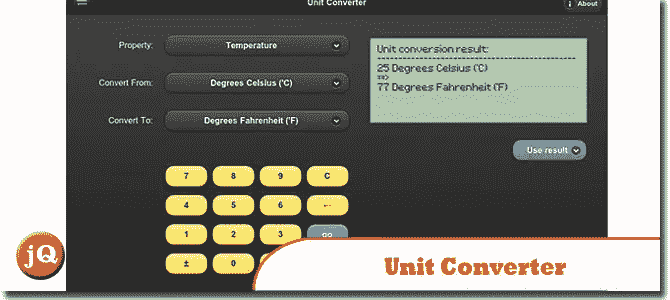 Unit Converter
i About
Property:
Temperature
Convert From:
Degrees Celsius (°C)
Convert To:
Degrees Fahrenheit (°F)
Unit conversion result:
25 Degrees Celsius (°C)
=>
77 Degrees Fahrenheit (°F)
Use result
7 8 9 C
4 5 6 ←
1 2 3 go
± 0
jQ
Unit Converter